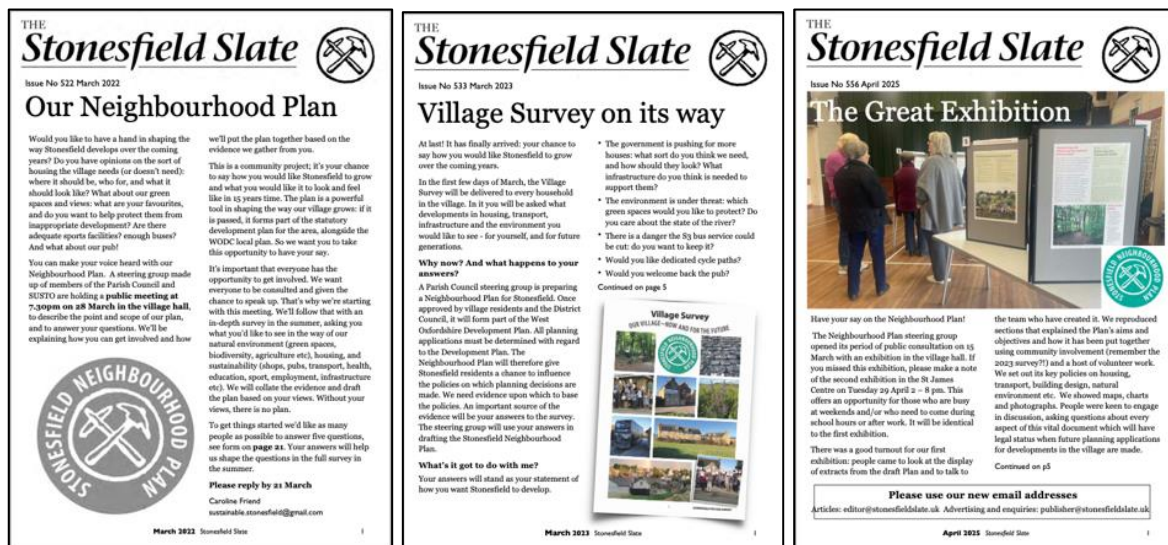 THE
Stonesfield Slate
Issue No 522 March 2022
Our Neighbourhood Plan
Would you like to have a hand in shaping the
way Stonesfield develops over the coming
years? Do you have opinions on the sort of
housing the village needs (or doesn't need):
where it should be, who for, and what it
should look like? What about our green
spaces and views: what are your favourites,
and do you want to help protect them from
inappropriate development? Are there
adequate sports facilities? enough buses?
And what about our pub!
You can make your voice heard with our
Neighbourhood Plan. A steering group made
up of members of the Parish Council and
SUSTO are holding a public meeting at
7.30pm on 28 March in the village hall,
to describe the point and scope of our plan,
and to answer your questions. We'll be
explaining how you can get involved and how
STONESFIELD NEIGHBOURHOOD PLAN
we'll put the plan together based on the
evidence we gather from you.
This is a community project; it's your chance
to say how you would like Stonesfield to grow
and what you would like it to look and feel
like in 15 years time. The plan is a powerful
tool in shaping the way our village grows: if it
is passed, it forms part of the statutory
development plan for the area, alongside the
WODC local plan. So we want you to take
this opportunity to have your say.
It's important that everyone has the
opportunity to get involved. We want
everyone to be consulted and given the
chance to speak up. That's why we're starting
with this meeting. We'll follow that with an
in-depth survey in the summer, asking you
what you'd like to see in the way of our
natural environment (green spaces,
biodiversity, agriculture etc), housing, and
sustainability (shops, pubs, transport, health,
education, sport, employment, infrastructure
etc). We will collate the evidence and draft
the plan based on your views. Without your
views, there is no plan.
To get things started we'd like as many
people as possible to answer five questions,
see form on page 21. Your answers will help
us shape the questions in the full survey in
the summer.
Please reply by 21 March
Caroline Friend
sustainable.stonesfield@gmail.com
March 2022 Stonesfield Slate 1
THE
Stonesfield Slate
Issue No 533 March 2023
Village Survey on its way
At last! It has finally arrived: your chance to
say how you would like Stonesfield to grow
over the coming years.
In the first few days of March, the Village
Survey will be delivered to every household
in the village. In it you will be asked what
developments in housing, transport,
infrastructure and the environment you
would like to see - for yourself, and for future
generations.
Why now? And what happens to your
answers?
A Parish Council steering group is preparing
a Neighbourhood Plan for Stonesfield. Once
approved by village residents and the District
Council, it will form part of the West
Oxfordshire Development Plan. All planning
applications must be determined with regard
to the Development Plan. The
Neighbourhood Plan will therefore give
Stonesfield residents a chance to influence
the policies on which planning decisions are
made. We need evidence upon which to base
the policies. An important source of the
evidence will be your answers to the survey.
The steering group will use your answers in
drafting the Stonesfield Neighbourhood
Plan.
What's it got to do with me?
Your answers will stand as your statement of
how you want Stonesfield to develop.
• The government is pushing for more
houses: what sort do you think we need,
and how should they look? What
infrastructure do you think is needed to
support them?
• The environment is under threat: which
green spaces would you like to protect? Do
you care about the state of the river?
• There is a danger the S3 bus service could
be cut: do you want to keep it?
• Would you like dedicated cycle paths?
• Would you welcome back the pub?
Continued on page 5
Village Survey
OUR VILLAGE—NOW AND FOR THE FUTURE
March 2023 Stonesfield Slate 1
THE
Stonesfield Slate
Issue No 556 April 2025
The Great Exhibition
STONESFIELD NEIGHBOURHOOD PLAN
Have your say on the Neighbourhood Plan!
The Neighbourhood Plan steering group
opened its period of public consultation on 15
March with an exhibition in the village hall. If
you missed this exhibition, please make a note
of the second exhibition in the St James
Centre on Tuesday 29 April 2 – 8 pm. This
offers an opportunity for those who are busy
at weekends and/or who need to come during
school hours or after work. It will be identical
to the first exhibition.
There was a good turnout for our first
exhibition: people came to look at the display
of extracts from the draft Plan and to talk to
the team who have created it. We reproduced
sections that explained the Plan's aims and
objectives and how it has been put together
using community involvement (remember the
2023 survey?!) and a host of volunteer work.
We set out its key policies on housing,
transport, building design, natural
environment etc. We showed maps, charts
and photographs. People were keen to engage
in discussion, asking questions about every
aspect of this vital document which will have
legal status when future planning applications
for developments in the village are made.
Continued on p5
Please use our new email addresses
Articles: editor@stonesfieldslate.uk Advertising and enquiries: publisher@stonesfieldslate.uk
April 2025 Stonesfield Slate 1